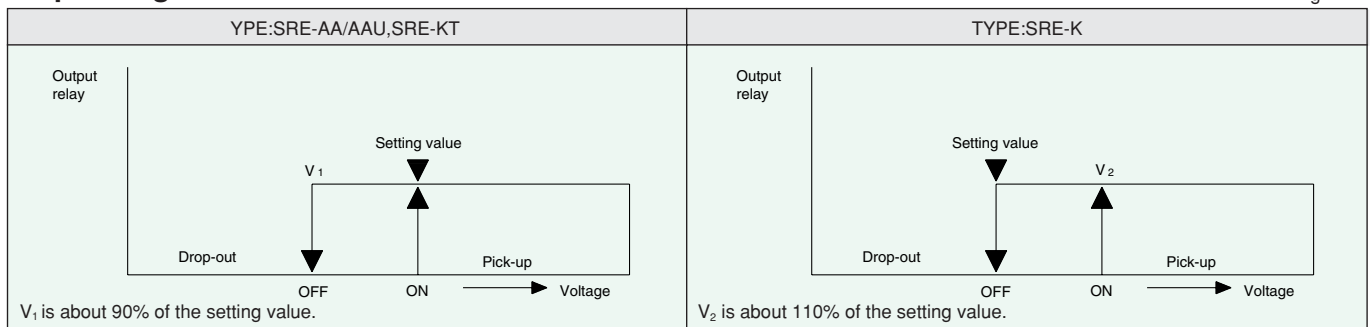 YPE:SRE-AA/AAU,SRE-KT
Output
relay
Setting value
V1
Drop-out
Pick-up
OFF
ON
Voltage
V1 is about 90% of the setting value.
TYPE:SRE-K
Output
relay
Setting value
V2
Drop-out
Pick-up
OFF
ON
Voltage
V2 is about 110% of the setting value.